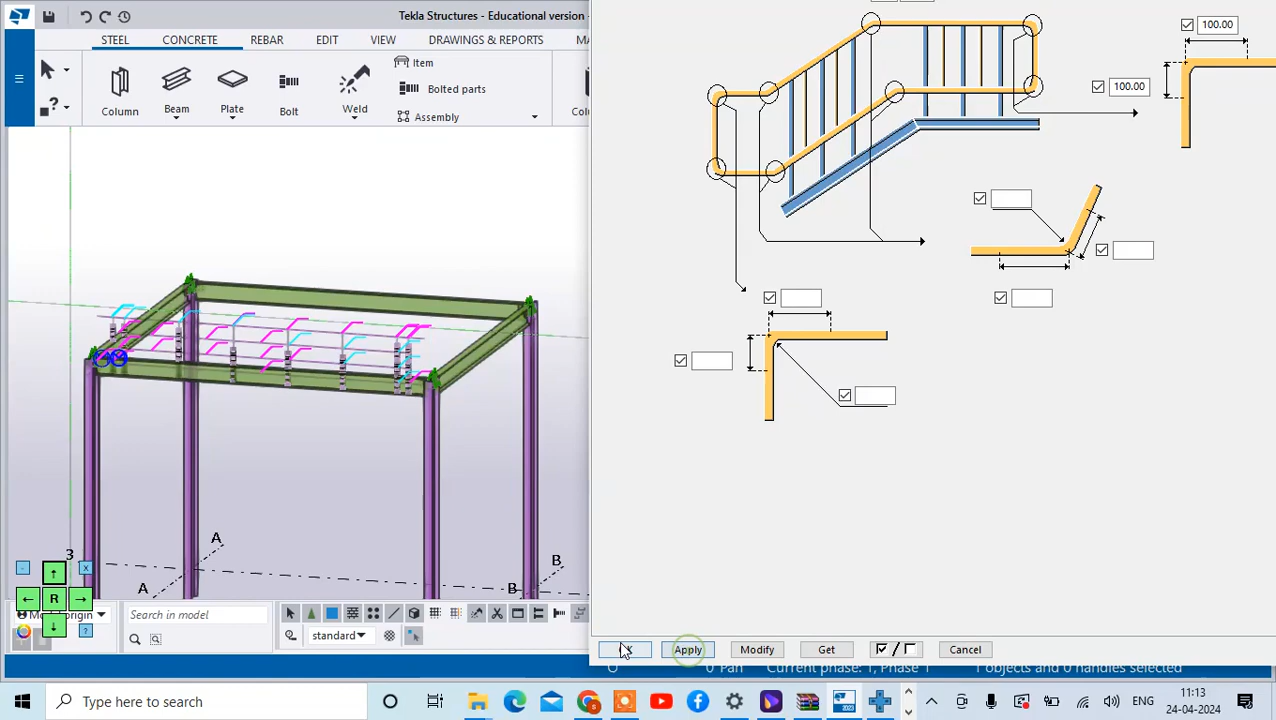 Tekla Structures - Educational version -
STEEL
CONCRETE
REBAR
EDIT
VIEW
DRAWINGS & REPORTS
Column
Beam
Plate
Bolt
Weld
Item
Bolted parts
Assembly
100.00
100.00
A
A
B
B
3
R
Search in model
standard
Apply
Modify
Get
Cancel
Pan
Current phase: 1, Phase 1
objects and 0 handles selected
Type here to search
ENG
11:13
24-04-2024